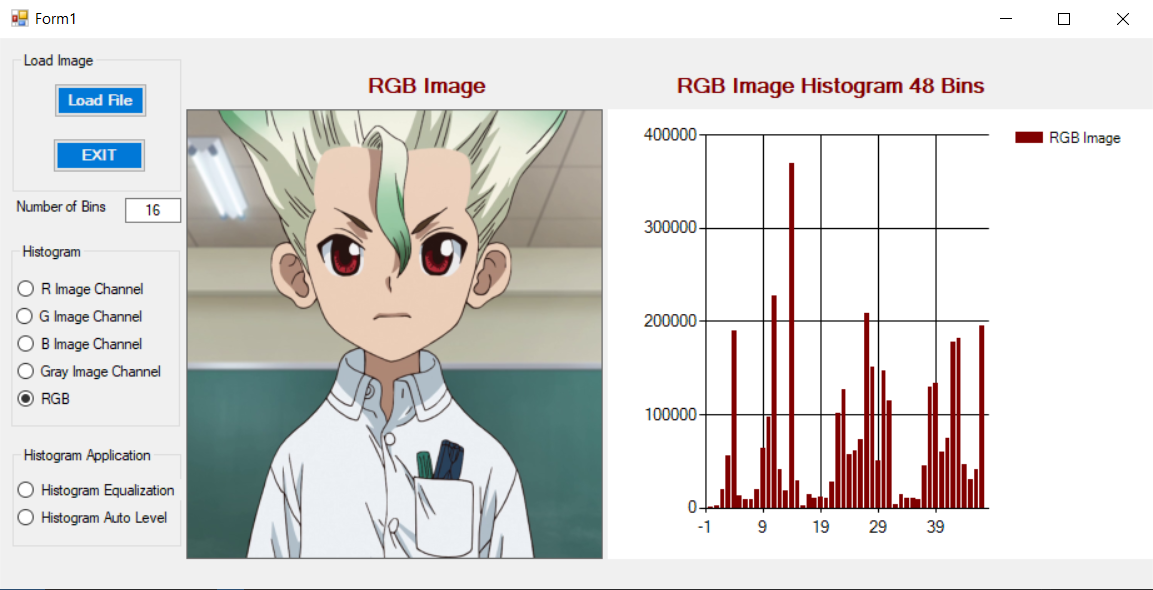 Form1
Load Image
Load File
EXIT
Number of Bins 16
Histogram
R Image Channel
G Image Channel
B Image Channel
Gray Image Channel
RGB
Histogram Application
Histogram Equalization
Histogram Auto Level
RGB Image
RGB Image Histogram 48 Bins
400000
300000
200000
100000
0
-1 9 19 29 39
RGB Image